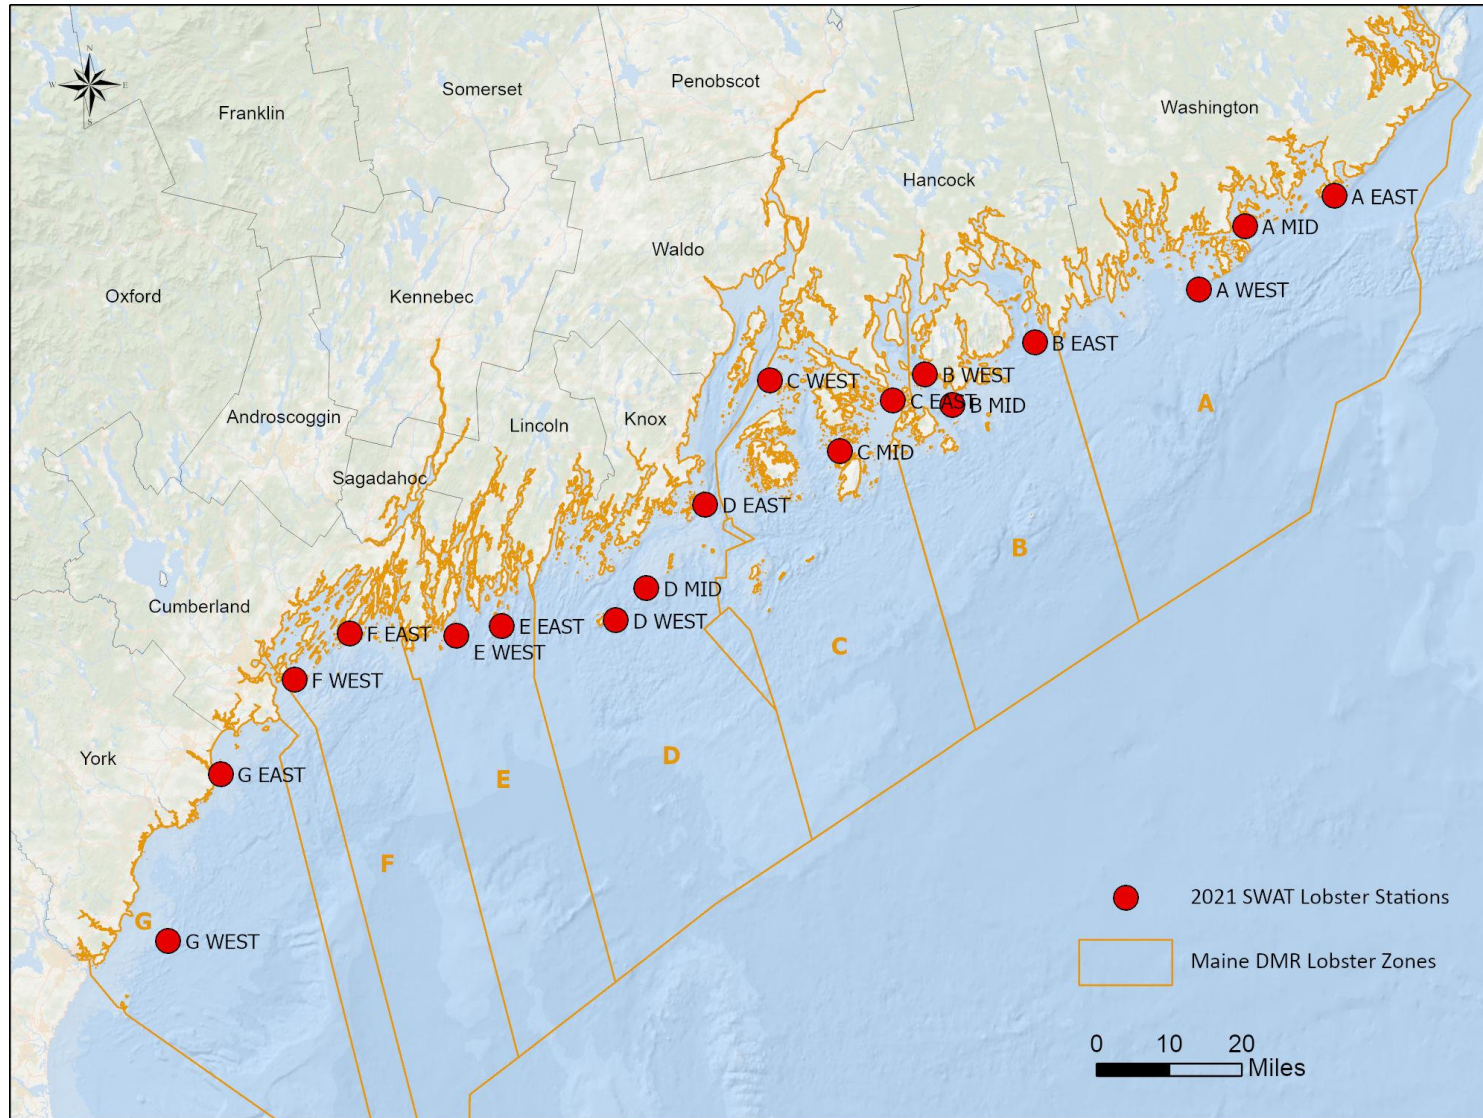 N
W
E
S
Penobscot
Somerset
Franklin
Washington
Hancock
A EAST
A MID
Waldo
Oxford
Kennebec
A WEST
B EAST
B WEST
C WEST
C EAST
B MID
A
Androscoggin
Lincoln
Knox
C MID
Sagadahoc
D EAST
B
D MID
Cumberland
D WEST
E EAST
F EAST
E WEST
C
F WEST
York
D
G EAST
E
F
2021 SWAT Lobster Stations
G
G WEST
Maine DMR Lobster Zones
0 10 20
Miles